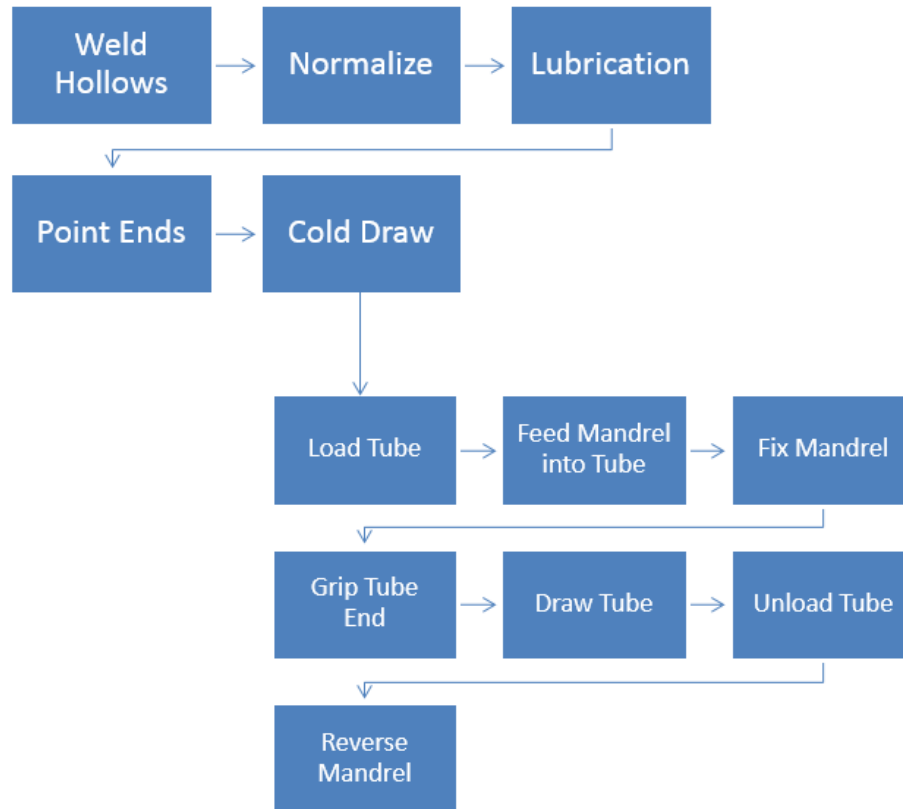 Weld
Hollows
Normalize
Lubrication
Point Ends
Cold Draw
Load Tube
Feed Mandrel
into Tube
Fix Mandrel
Grip Tube
End
Draw Tube
Unload Tube
Reverse
Mandrel